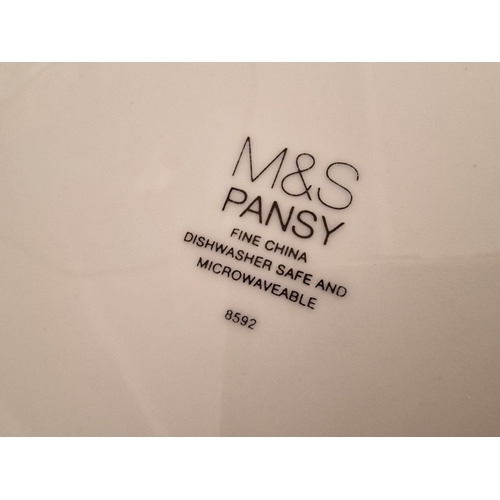 M&S
PANSY
FINE CHINA
DISHWASHER SAFE AND
MICROWAVEABLE
8592